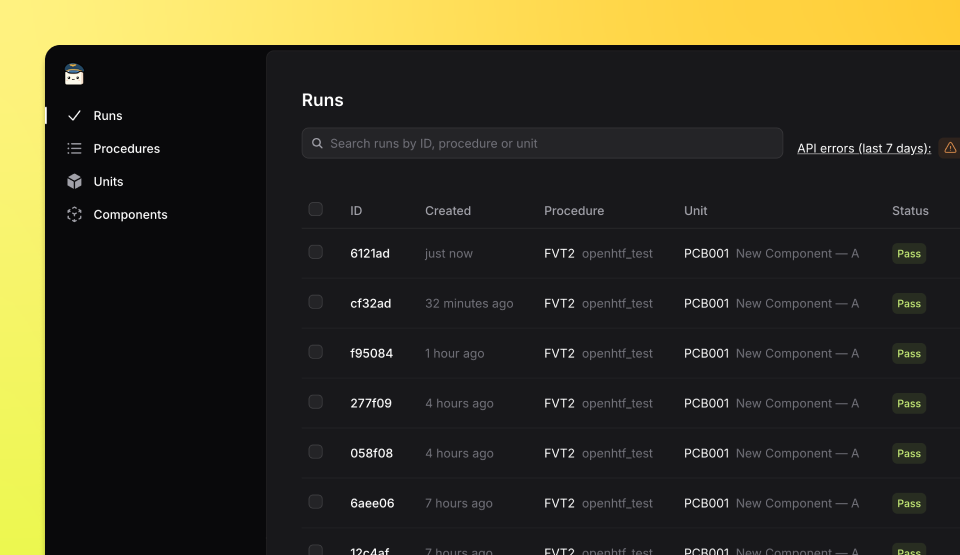 Runs
Procedures
Units
Components
Runs
Search runs by ID, procedure or unit
API errors (last 7 days):
ID Created Procedure Unit Status
6121ad just now FVT2 openhtf_test PCB001 New Component — A Pass
cf32ad 32 minutes ago FVT2 openhtf_test PCB001 New Component — A Pass
f95084 1 hour ago FVT2 openhtf_test PCB001 New Component — A Pass
277f09 4 hours ago FVT2 openhtf_test PCB001 New Component — A Pass
058f08 4 hours ago FVT2 openhtf_test PCB001 New Component — A Pass
6aee06 7 hours ago FVT2 openhtf_test PCB001 New Component — A Pass
12c4af 7 hours ago FVT2 openhtf_test PCB001 New Component — A Pass